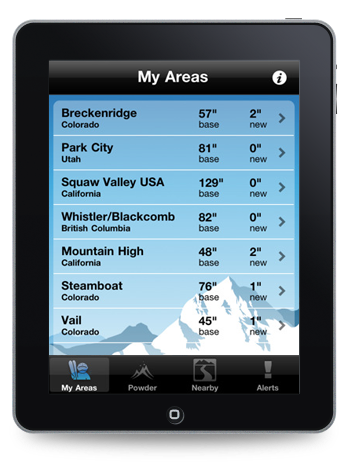 My Areas
i
Breckenridge 57" 2"
Colorado base new
Park City 81" 0"
Utah base new
Squaw Valley USA 129" 0"
California base new
Whistler/Blackcomb 82" 0"
British Columbia base new
Mountain High 48" 2"
California base new
Steamboat 76" 1"
Colorado base new
Vail 45" 1"
Colorado base new
My Areas Powder Nearby Alerts